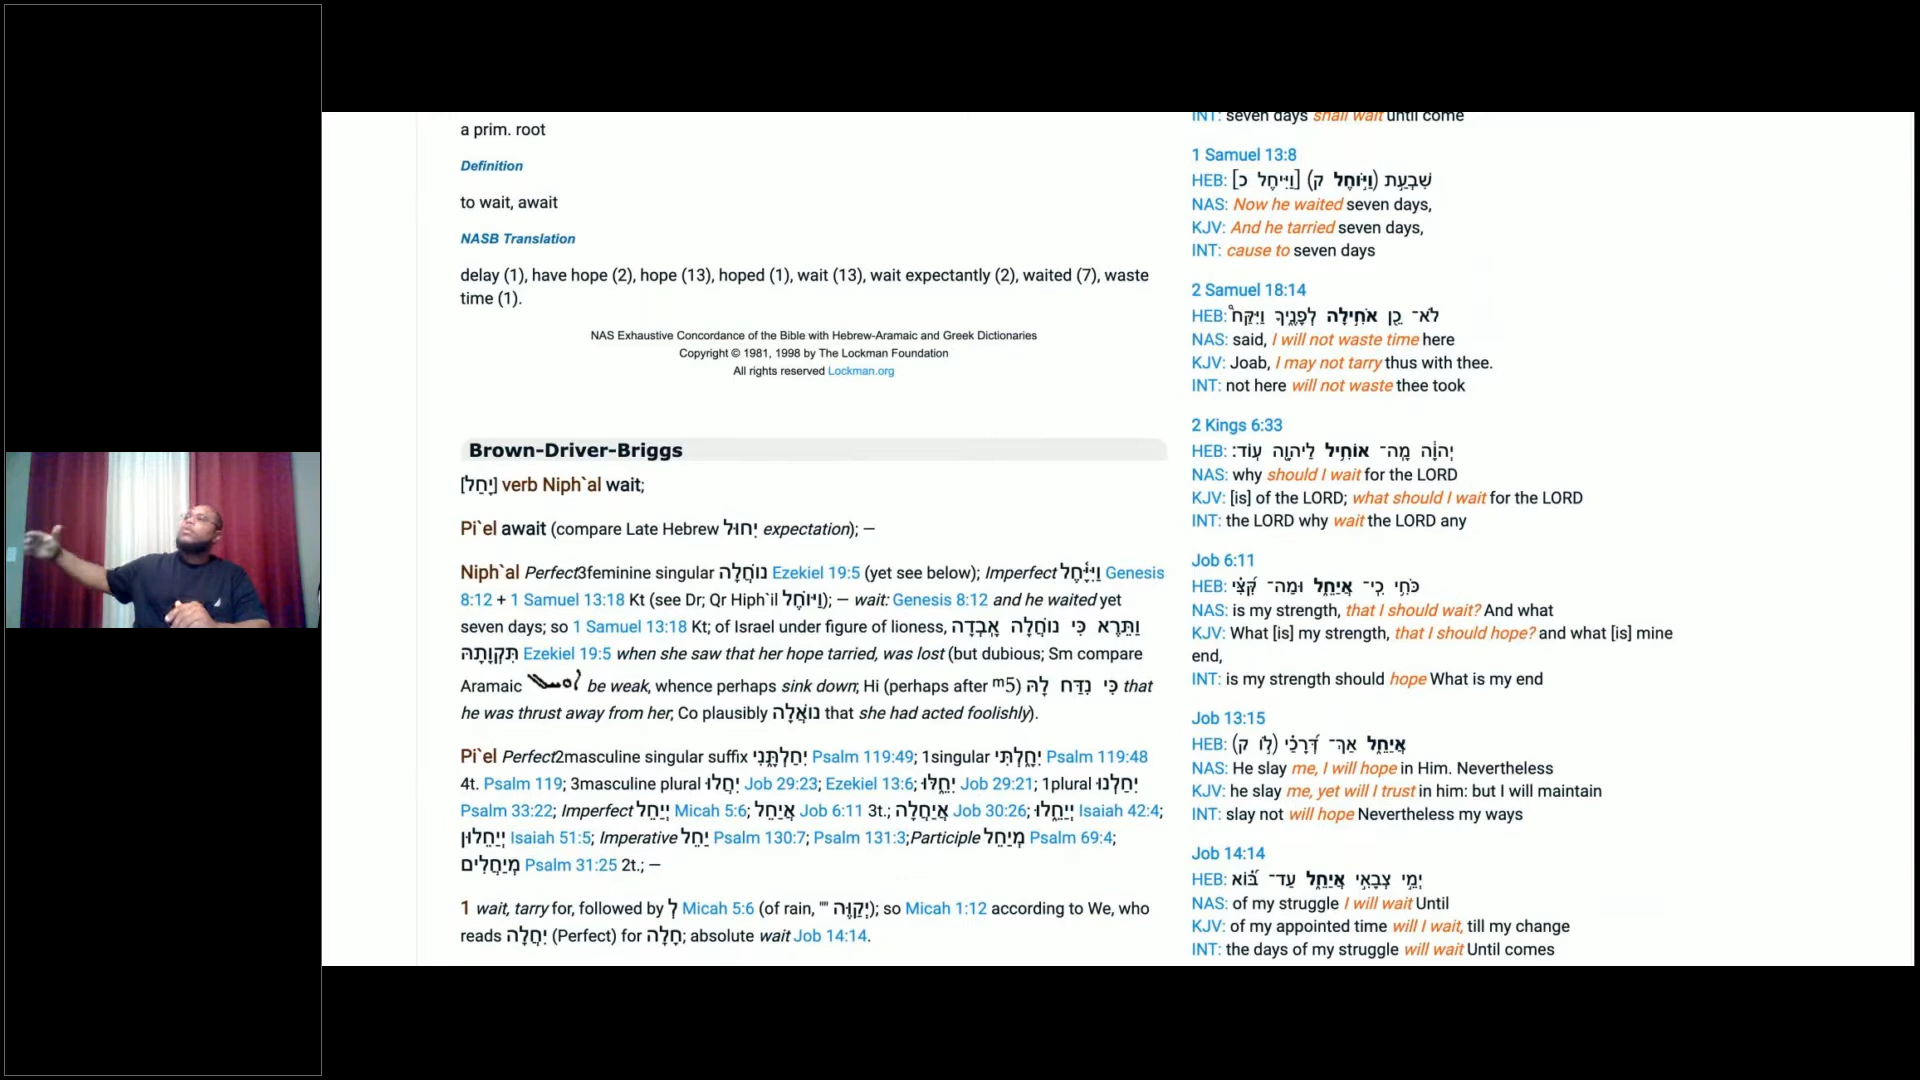 a prim. root
Definition
to wait, await
NASB Translation
delay (1), have hope (2), hope (13), hoped (1), wait (13), wait expectantly (2), waited (7), waste
time (1).
NAS Exhaustive Concordance of the Bible with Hebrew-Aramaic and Greek Dictionaries
Copyright © 1981, 1998 by The Lockman Foundation
All rights reserved Lockman.org
Brown-Driver-Briggs
[יָחַל] verb Niph`al wait;
Pi`el await (compare Late Hebrew יִחוּל expectation); —
Niph`al Perfect3feminine singular נוֹחֲלָה Ezekiel 19:5 (yet see below); Imperfect וַיִּיָּ֫חֶל Genesis
8:12 + 1 Samuel 13:18 Kt (see Dr; Qr Hiph`il וַיּוֺחֶל); — wait: Genesis 8:12 and he waited yet
seven days; so 1 Samuel 13:18 Kt; of Israel under figure of lioness, וַתֵּרֶא כִּי נוֹחֲלָה אָָבְדָה
תִּקְוָתָהּ Ezekiel 19:5 when she saw that her hope tarried, was lost (but dubious; Sm compare
Aramaic be weak, whence perhaps sink down; Hi (perhaps after ᵐ5) כִּי נִדַּח לָהּ that
he was thrust away from her; Co plausibly נוֺאֲלָה that she had acted foolishly).
Pi`el Perfect2masculine singular suffix יִחַלְתָּ֑נִי Psalm 119:49; 1singular יִחָ֑לְתִּי Psalm 119:48
4t. Psalm 119; 3masculine plural יִחֲלוּ Job 29:23; Ezekiel 13:6; יִחֵ֑לּוּ Job 29:21; 1plural יִחַלְנוּ
Psalm 33:22; Imperfect יְיַחֵל Micah 5:6; אֲיַחֵל Job 6:11 3t.; אֲיַחֲלָה Job 30:26; יְיַחֵ֑לוּ Isaiah 42:4;
יְיַחֵלוּן Isaiah 51:5; Imperative יַחֵל Psalm 130:7; Psalm 131:3;Participle מְיַחֵל Psalm 69:4;
מְיַחֲלִים Psalm 31:25 2t.; —
1 wait, tarry for, followed by לְ Micah 5:6 (of rain, "" יְקַוֶּה); so Micah 1:12 according to We, who
reads יִחֲלָה (Perfect) for חָלָה; absolute wait Job 14:14.
INT: seven days shall wait until come
1 Samuel 13:8
HEB: [וַיִּיחֶל כ] (וַיּ֣וֹחֶל ק) שִׁבְעַ֣ת
NAS: Now he waited seven days,
KJV: And he tarried seven days,
INT: cause to seven days
2 Samuel 18:14
HEB: לֹא־ כֵ֖ן אֹחִ֣ילָה לְפָנֶ֑יךָ וַיִּקַּח֩
NAS: said, I will not waste time here
KJV: Joab, I may not tarry thus with thee.
INT: not here will not waste thee took
2 Kings 6:33
HEB: יְהוָ֔ה מָֽה־ אוֹחִ֥יל לַיהוָ֖ה עֽוֹד׃
NAS: why should I wait for the LORD
KJV: [is] of the LORD; what should I wait for the LORD
INT: the LORD why wait the LORD any
Job 6:11
HEB: כֹּחִ֥י כִֽי־ אֲיַחֵ֑ל וּמַה־ קִּ֝צִּ֗י
NAS: is my strength, that I should wait? And what
KJV: What [is] my strength, that I should hope? and what [is] mine
end,
INT: is my strength should hope What is my end
Job 13:15
HEB: (ל֣וֹ ק) אֲיַחֵ֑ל אַךְ־ דְּ֝רָכַ֗י
NAS: He slay me, I will hope in Him. Nevertheless
KJV: he slay me, yet will I trust in him: but I will maintain
INT: slay not will hope Nevertheless my ways
Job 14:14
HEB: יְמֵ֣י צְבָאִ֣י אֲיַחֵ֑ל עַד־ בּ֝֗וֹא
NAS: of my struggle I will wait Until
KJV: of my appointed time will I wait, till my change
INT: the days of my struggle will wait Until comes